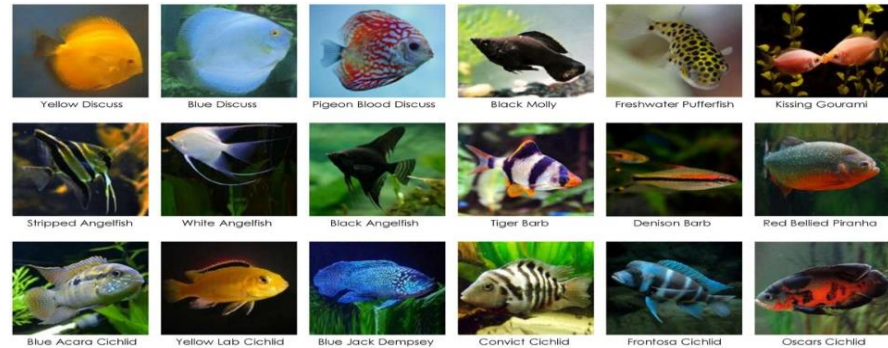 Yellow Discuss
Blue Discuss
Pigeon Blood Discuss
Black Molly
Freshwater Pufferfish
Kissing Gourami
Stripped Angelfish
White Angelfish
Black Angelfish
Tiger Barb
Denison Barb
Red Bellied Piranha
Blue Acara Cichlid
Yellow Lab Cichlid
Blue Jack Dempsey
Convict Cichlid
Frontosa Cichlid
Oscars Cichlid